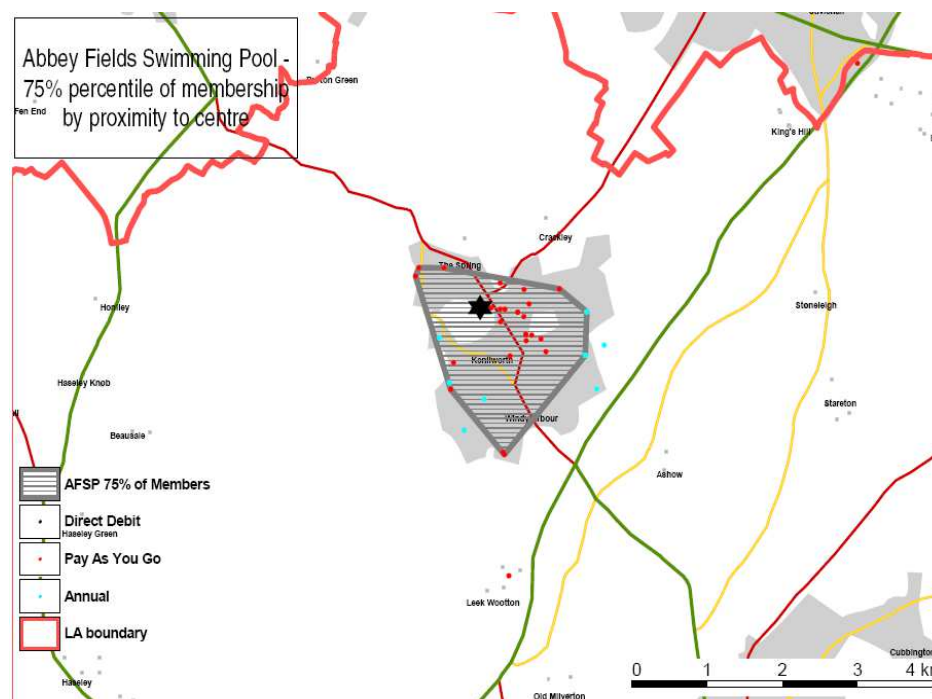 Abbey Fields Swimming Pool -
75% percentile of membership
by proximity to centre
Fen End
King's Hill
Crackley
The Spring
Honiley
Stoneleigh
Kenilworth
Haseley Knob
Stareton
Beausale
Ashow
AFSP 75% of Members
Direct Debit
Haseley Green
Pay As You Go
Annual
Leek Wootton
LA boundary
Haseley
Cubbington
Old Milverton
0 1 2 3 4 km